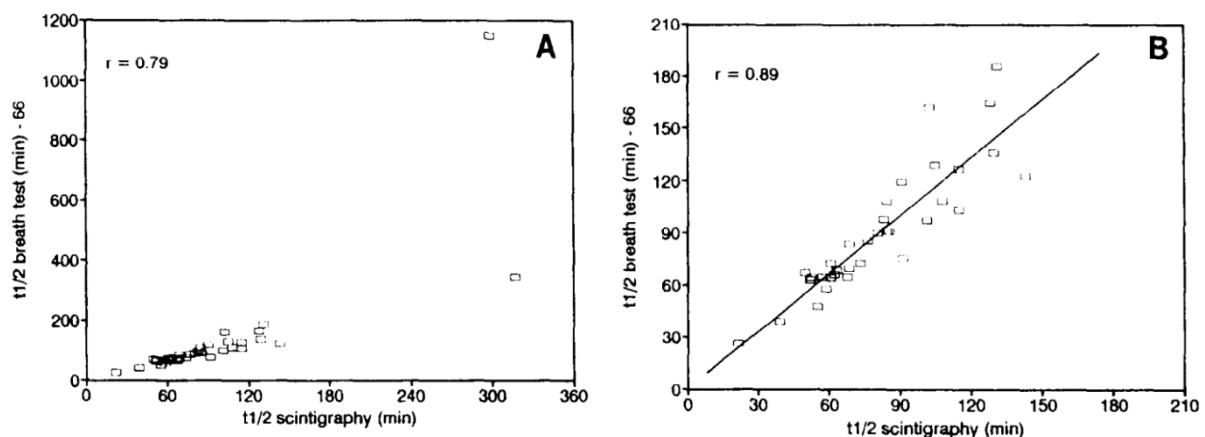 A
r = 0.79
t1/2 breath test (min) - 66
1200
1000
800
600
400
200
0
0 60 120 180 240 300 360
t1/2 scintigraphy (min)
B
r = 0.89
t1/2 breath test (min) - 66
210
180
150
120
90
60
30
0
0 30 60 90 120 150 180 210
t1/2 scintigraphy (min)